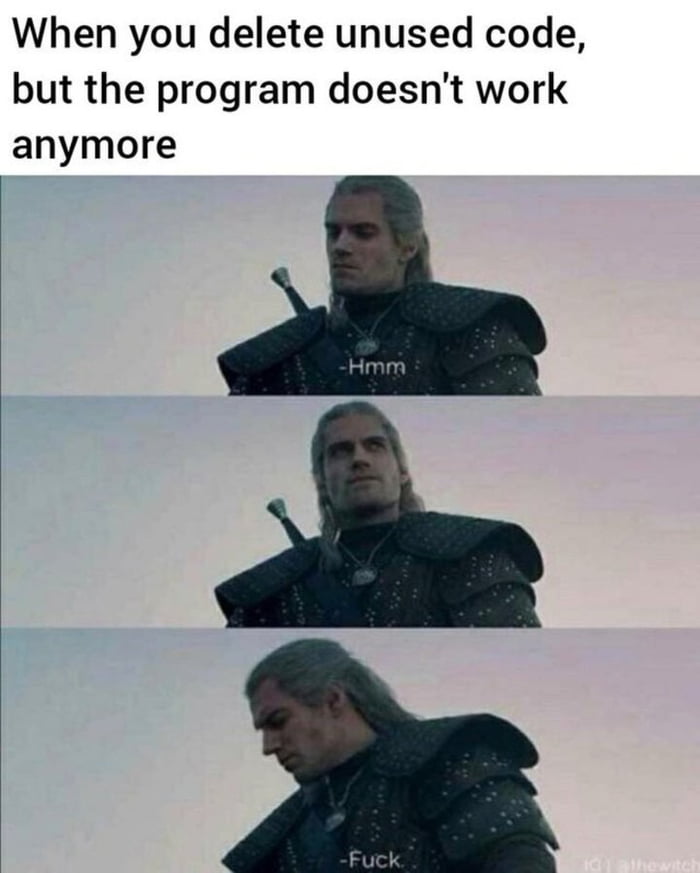 When you delete unused code,
but the program doesn't work
anymore
-Hmm
-Fuck.